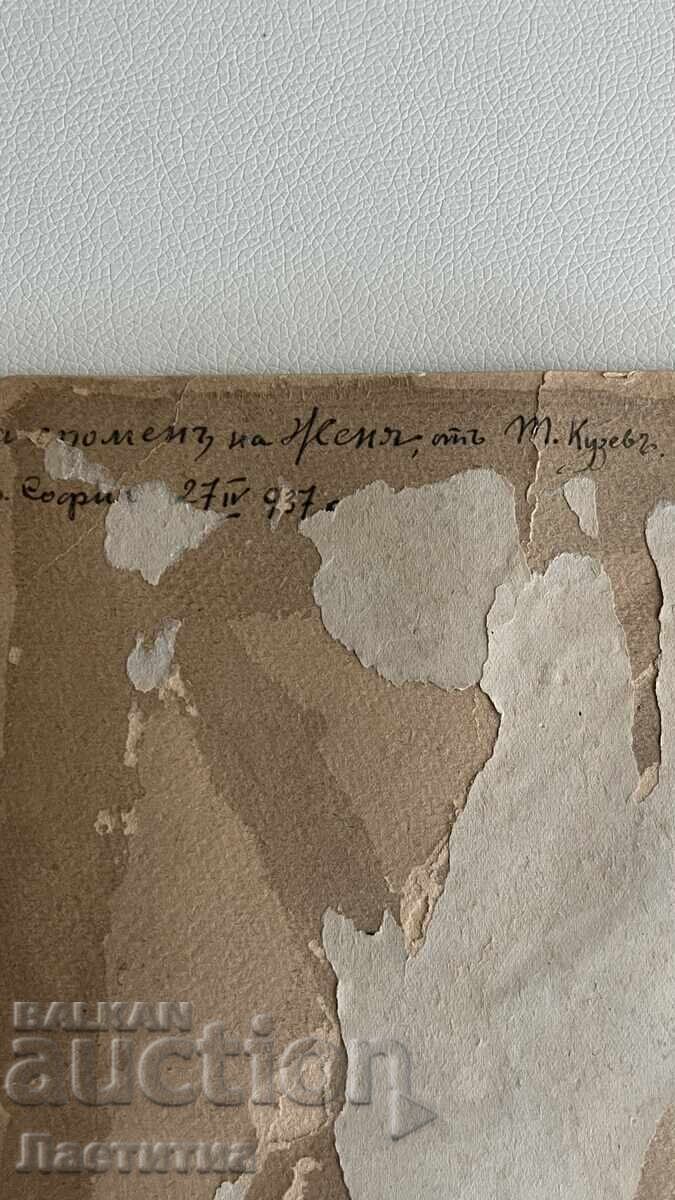 споменъ на Женя, отъ Т. Кузевъ.
София 27 IV 937.
BALKAN
auction
Лаетитиа